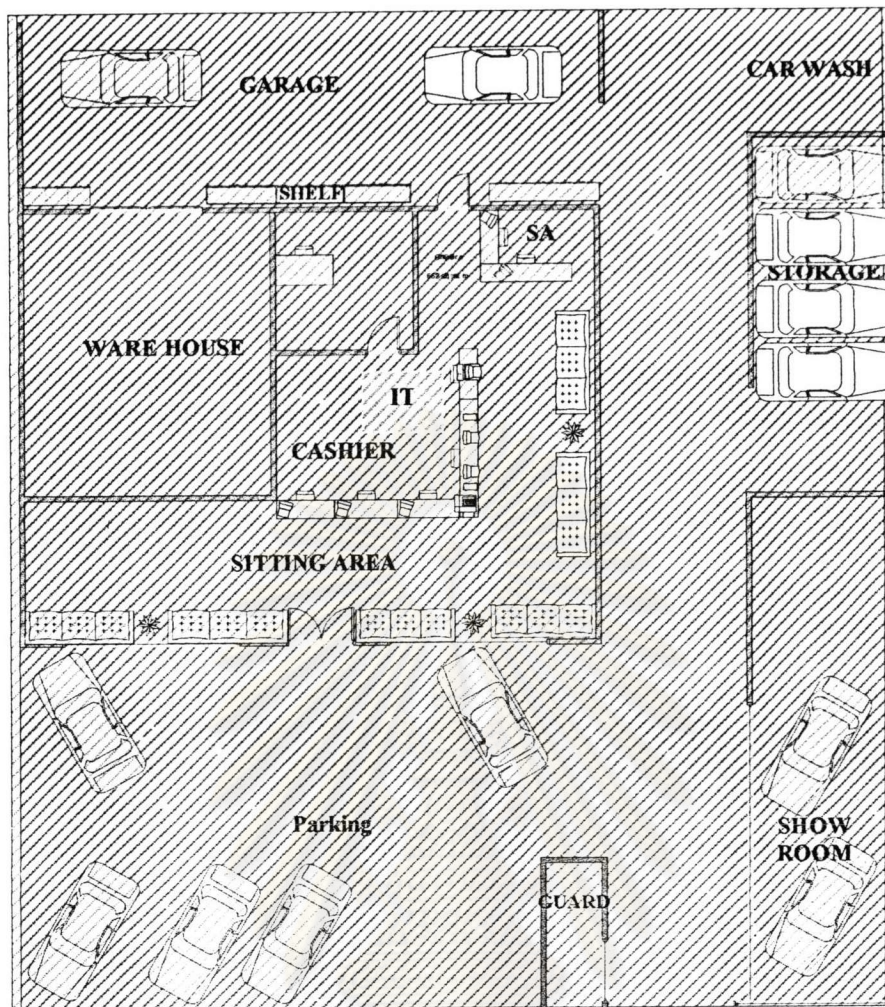 GARAGE
CAR WASH
SHELF
SA
STORAGE
WARE HOUSE
IT
CASHIER
SITTING AREA
Parking
SHOW
ROOM
GUARD